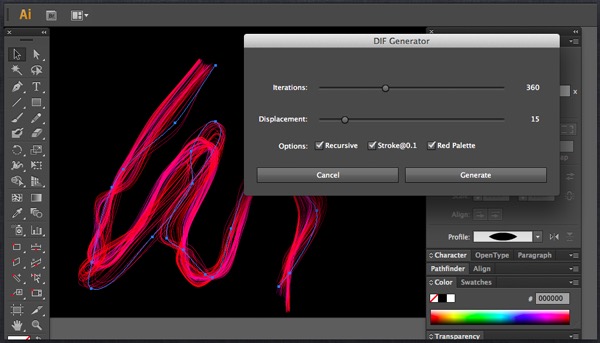 Ai
DIF Generator
Iterations: 360
Displacement: 15
Options: Recursive Stroke@0.1 Red Palette
Cancel Generate
Align:
Profile:
Character OpenType Paragraph
Pathfinder Align
Color Swatches
# 000000
Transparency